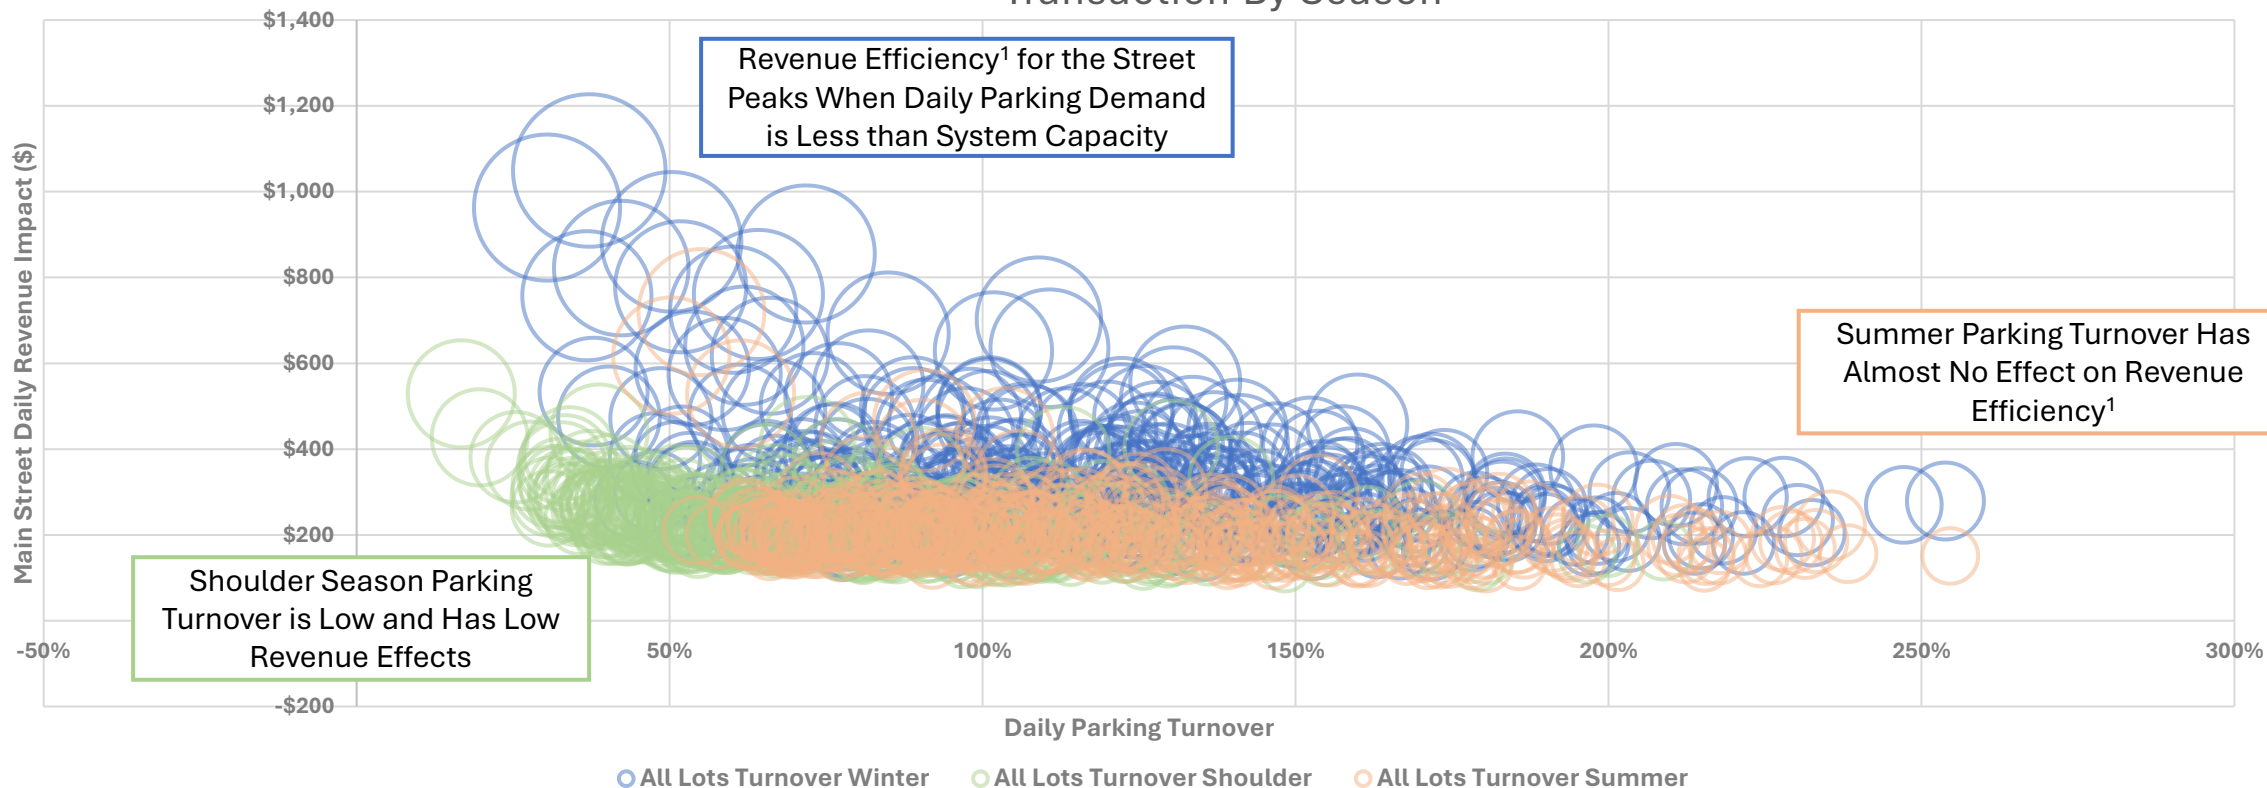 Transaction By Season
$1,400
$1,200
$1,000
$800
$600
$400
$200
-$200
Main Street Daily Revenue Impact ($)
Revenue Efficiency¹ for the Street
Peaks When Daily Parking Demand
is Less than System Capacity
Summer Parking Turnover Has
Almost No Effect on Revenue
Efficiency¹
Shoulder Season Parking
Turnover is Low and Has Low
Revenue Effects
-50%
50%
100%
150%
200%
250%
300%
Daily Parking Turnover
All Lots Turnover Winter
All Lots Turnover Shoulder
All Lots Turnover Summer